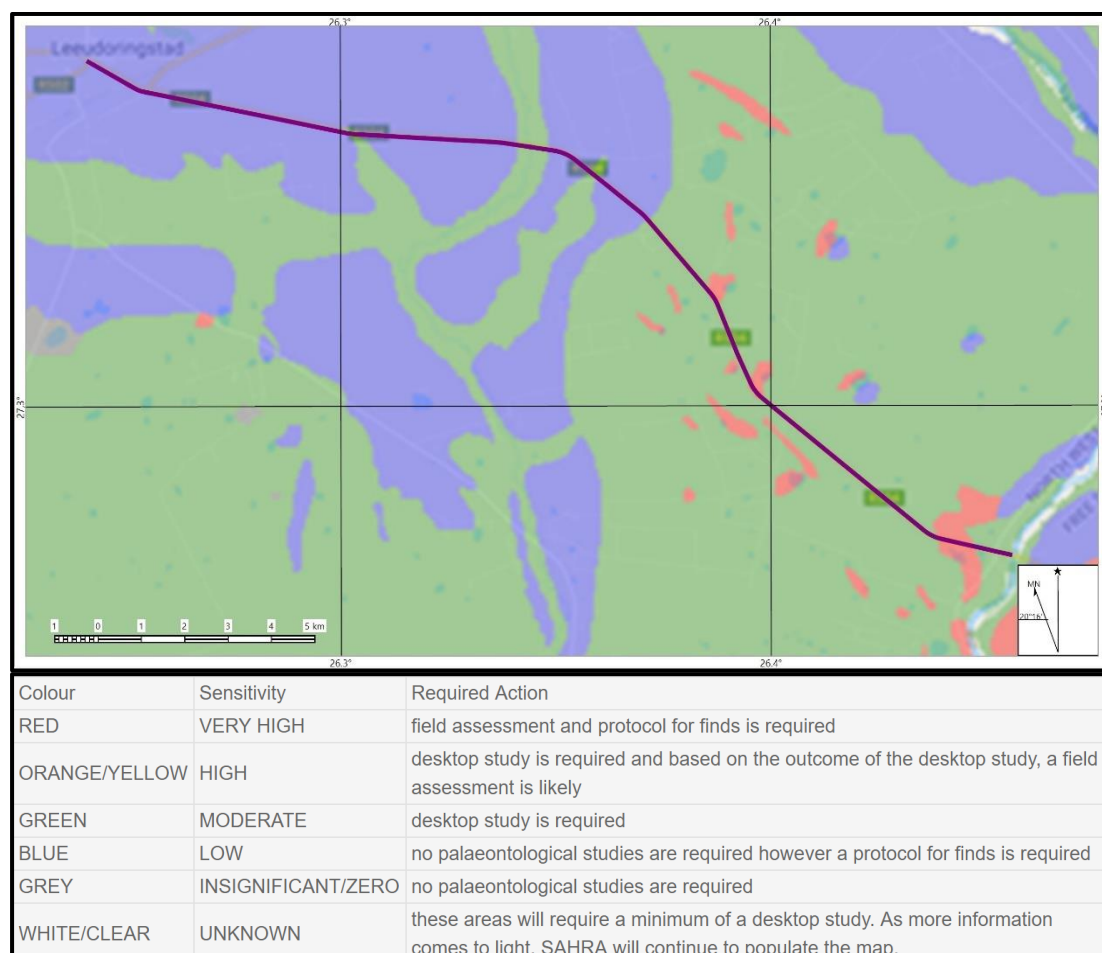 26.3°
26.4°
Leeudoringstad
27.3°
NORTH WEST
FREE
MN
20°16'
1 0 1 2 3 4 5 km
26.3°
26.4°
Colour Sensitivity Required Action
RED VERY HIGH field assessment and protocol for finds is required
ORANGE/YELLOW HIGH desktop study is required and based on the outcome of the desktop study, a field
assessment is likely
GREEN MODERATE desktop study is required
BLUE LOW no palaeontological studies are required however a protocol for finds is required
GREY INSIGNIFICANT/ZERO no palaeontological studies are required
WHITE/CLEAR UNKNOWN these areas will require a minimum of a desktop study. As more information
comes to light, SAHRA will continue to populate the map.